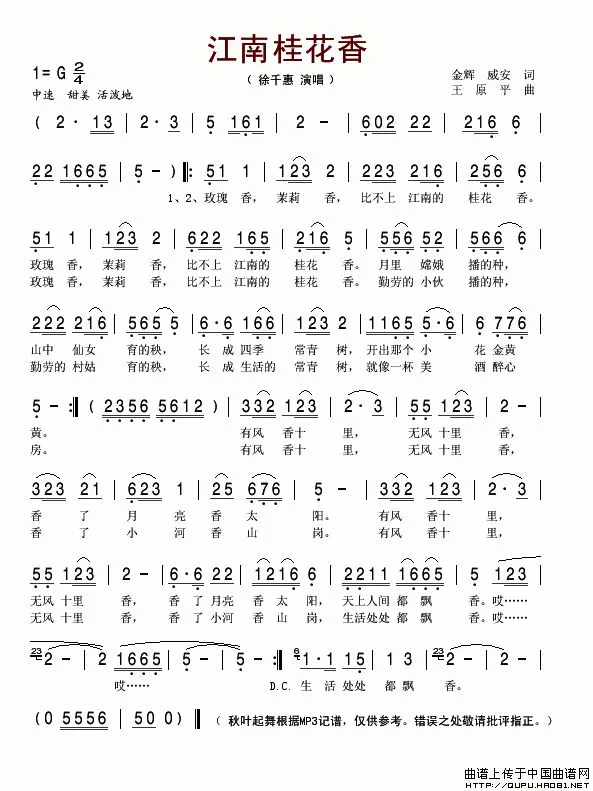 江南桂花香
1=G 2/4
（ 徐千惠 演唱 ）
金辉 威安 词
王 原 平 曲
中速 甜美 活泼地
( 2· 13 | 2· 3 | 5 161 | 2 - | 602 22 | 216 6 |
22 1665 | 5 - ) |: 51 1 | 123 2 | 223 216 | 256 5 |
1、2、玫瑰 香， 茉莉 香， 比不上 江南的 桂花 香。
51 1 | 123 2 | 622 165 | 216 5 | 556 52 | 566 5 |
玫瑰 香， 茉莉 香， 比不上 江南的 桂花 香。 月里 嫦娥 播的种，
玫瑰 香， 茉莉 香， 比不上 江南的 桂花 香。 勤劳的 小伙 播的种，
222 216 | 565 5 | 6·6 166 | 123 2 | 1165 5·6 | 6 776 |
山中 仙女 育的秧， 长 成 四季 常青 树， 开出那个 小 花 金黄
勤劳的 村姑 育的秧， 长 成 生活的 常青 树， 就像一杯 美 酒 醉心
5 - :| ( 2356 5612 ) | 332 123 | 2·3 | 55 123 | 2 - |
黄。 有风 香十 里， 无风 十里 香，
房。 有风 香十 里， 无风 十里 香，
323 21 | 623 1 | 25 676 | 5 - | 332 123 | 2·3 |
香 了 月 亮 香 太 阳。 有风 香十 里，
香 了 小 河 香 山 岗。 有风 香十 里，
55 123 | 2 - | 6·6 22 | 1216 6 | 2211 1665 | 5 123 |
无风 十里 香， 香 了 月亮 香 太 阳， 天上人间 都 飘 香。哎……
无风 十里 香， 香 了 小河 香 山 岗， 生活处处 都 飘 香。哎……
23 2 - | 2 - | 1665 | 5 - :| 6 1·1 15 | 1 3 | 23 2 - | 2 - |
哎…… D.C. 生 活 处处 都 飘 香。
(0 5555 | 50 0) ‖ （ 秋叶起舞根据MP3记谱，仅供参考。错误之处敬请批评指正。）
曲谱上传于中国曲谱网
HTTP://QUPU.HAO81.NET